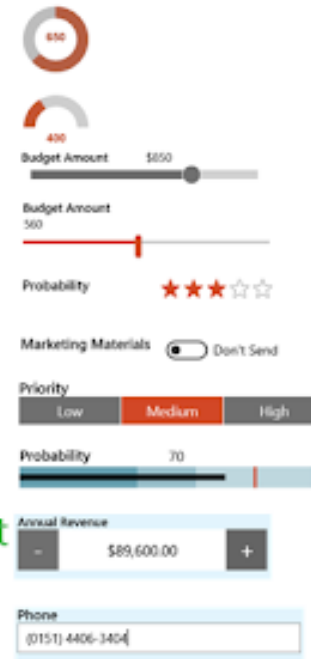 650
400
Budget Amount $850
Budget Amount
560
Probability
Marketing Materials Don't Send
Priority
Low Medium High
Probability 70
t
Annual Revenue
- $89,600.00 +
Phone
(0151) 4406-3404